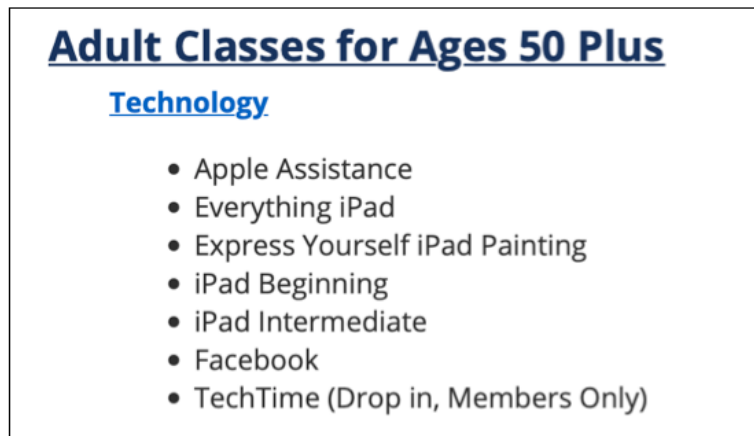 Adult Classes for Ages 50 Plus
Technology
• Apple Assistance
• Everything iPad
• Express Yourself iPad Painting
• iPad Beginning
• iPad Intermediate
• Facebook
• TechTime (Drop in, Members Only)